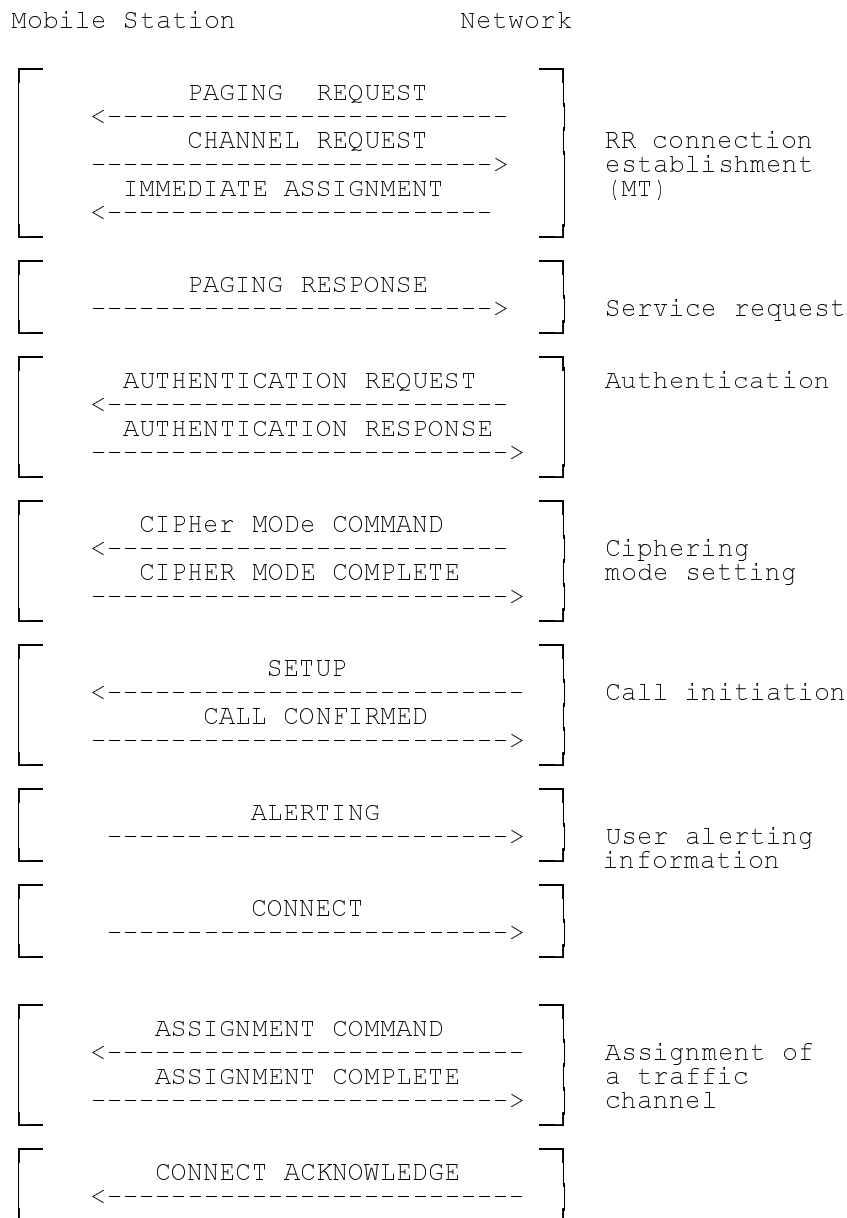 Mobile Station Network
PAGING  REQUEST
<-------------------------
CHANNEL REQUEST RR connection
-------------------------> establishment
IMMEDIATE ASSIGNMENT (MT)
<------------------------
PAGING RESPONSE
-------------------------> Service request
AUTHENTICATION REQUEST Authentication
<-------------------------
AUTHENTICATION RESPONSE
-------------------------->
CIPHer MODe COMMAND
<------------------------- Ciphering
CIPHER MODE COMPLETE mode setting
-------------------------->
SETUP
<-------------------------- Call initiation
CALL CONFIRMED
-------------------------->
ALERTING
-------------------------> User alerting
information
CONNECT
------------------------->
ASSIGNMENT COMMAND
<-------------------------- Assignment of
ASSIGNMENT COMPLETE a traffic
--------------------------> channel
CONNECT ACKNOWLEDGE
<--------------------------